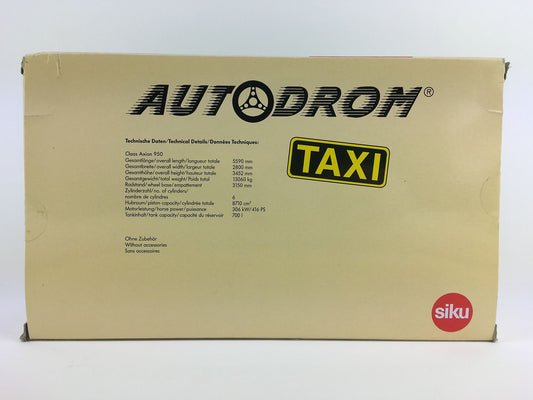 AUTODROM®
Technische Daten/Technical Details/Données Techniques:
TAXI
Claas Axion 950
Gesamtlänge/overall length/longueur totale 5590 mm
Gesamtbreite/overall width/largeur totale 2800 mm
Gesamthöhe/overall height/hauteur totale 3452 mm
Gesamtgewicht/total weight/Poids total 13060 kg
Radstand/wheel base/empattement 3150 mm
Zylinderzahl/no. of cylinders/
nombre de cylindres 6
Hubraum/piston capacity/cylindrée totale 8710 cm³
Motorleistung/horse power/puissance 306 kW/416 PS
Tankinhalt/tank capacity/capacité du réservoir 700 l
Ohne Zubehör
Without accessories
Sans accessoires
siku